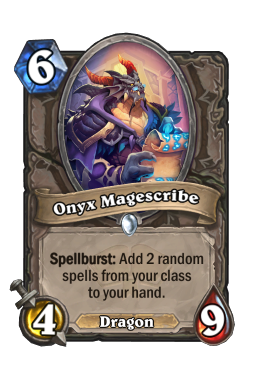 6
Onyx Magescribe
Spellburst: Add 2 random
spells from your class
to your hand.
4
Dragon
9